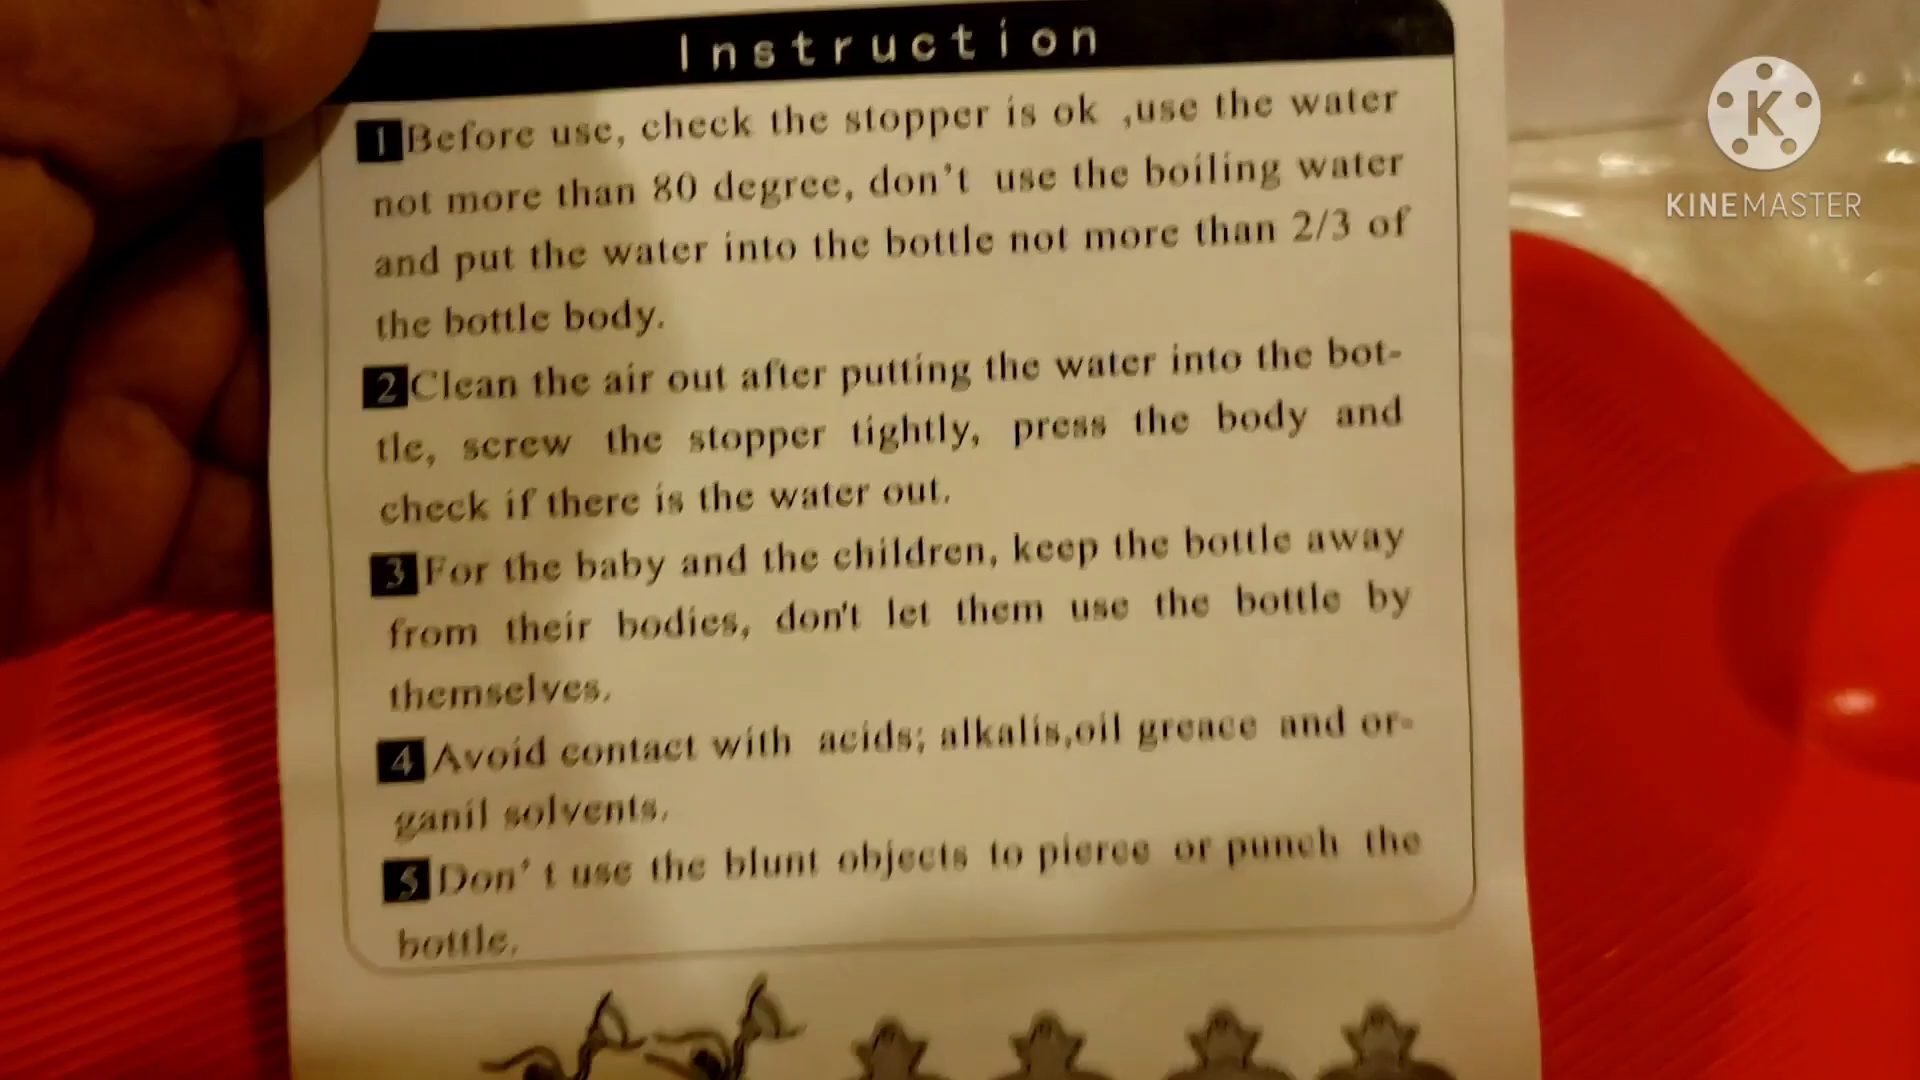 Instruction
1 Before use, check the stopper is ok ,use the water
not more than 80 degree, don't use the boiling water
and put the water into the bottle not more than 2/3 of
the bottle body.
2 Clean the air out after putting the water into the bot-
tle, screw the stopper tightly, press the body and
check if there is the water out.
3 For the baby and the children, keep the bottle away
from their bodies, don't let them use the bottle by
themselves.
4 Avoid contact with acids; alkalis,oil greace and or-
ganil solvents.
5 Don't use the blunt objects to pierce or punch the
bottle.
K
KINEMASTER